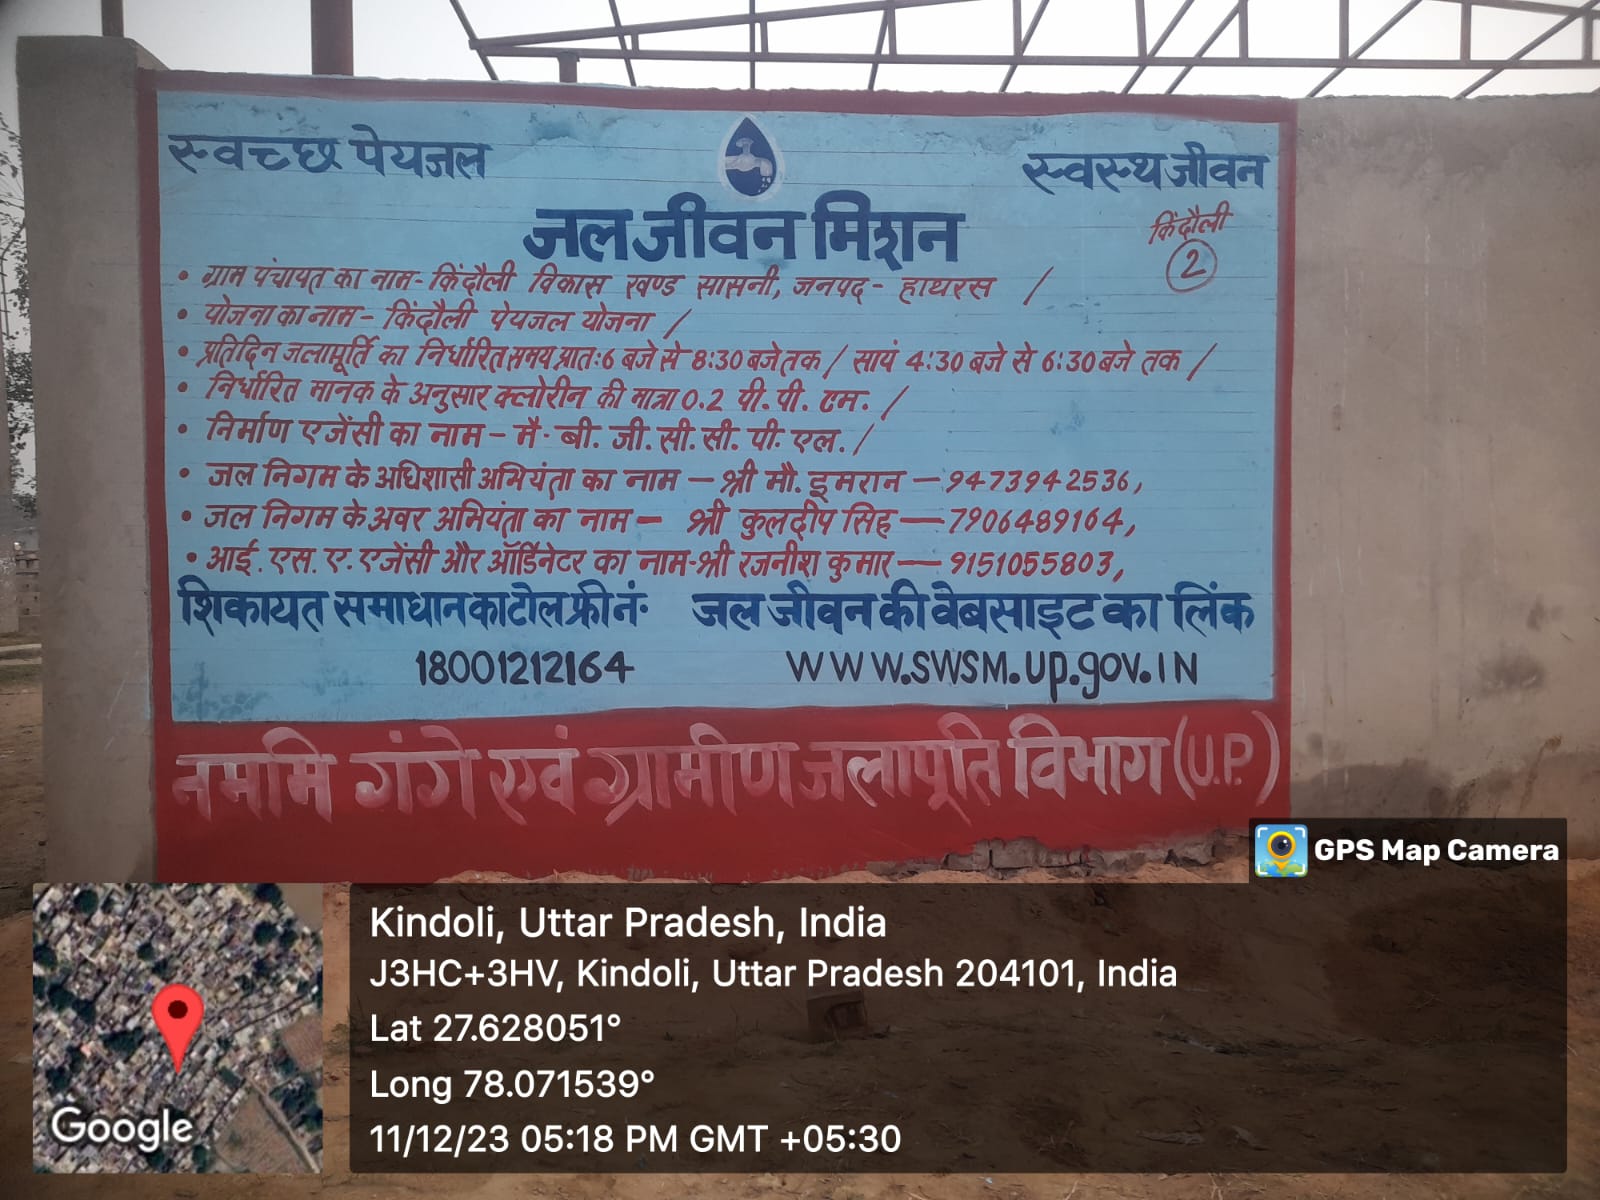 स्वच्छ पेयजल
स्वस्थ जीवन
जल जीवन मिशन
किंदौली
2
• ग्राम पंचायत का नाम- किंदौली विकास खण्ड सासनी, जनपद- हाथरस /
• योजना का नाम- किंदौली पेयजल योजना /
• प्रतिदिन जलापूर्ति का निर्धारित समय प्रातः 6 बजे से 8:30 बजे तक / सायं 4:30 बजे से 6:30 बजे तक /
• निर्धारित मानक के अनुसार क्लोरीन की मात्रा 0.2 पी. पी. एम. /
• निर्माण एजेंसी का नाम - मै. बी. जी. सी. सी. पी. एल. /
• जल निगम के अधिशासी अभियंता का नाम — श्री मौ. इमरान — 9473942536,
• जल निगम के अवर अभियंता का नाम — श्री कुलदीप सिह — 7906489164,
• आई. एस. ए. एजेंसी और ऑर्डिनेटर का नाम-श्री रजनीश कुमार — 9151055803,
शिकायत समाधान का टोल फ्री नं. जल जीवन की वेबसाइट का लिंक
18001212164 WWW.SWSM.UP.gov.IN
नमामि गंगे एवं ग्रामीण जलापूर्ति विभाग (U.P.)
GPS Map Camera
Kindoli, Uttar Pradesh, India
J3HC+3HV, Kindoli, Uttar Pradesh 204101, India
Lat 27.628051°
Long 78.071539°
11/12/23 05:18 PM GMT +05:30
Google